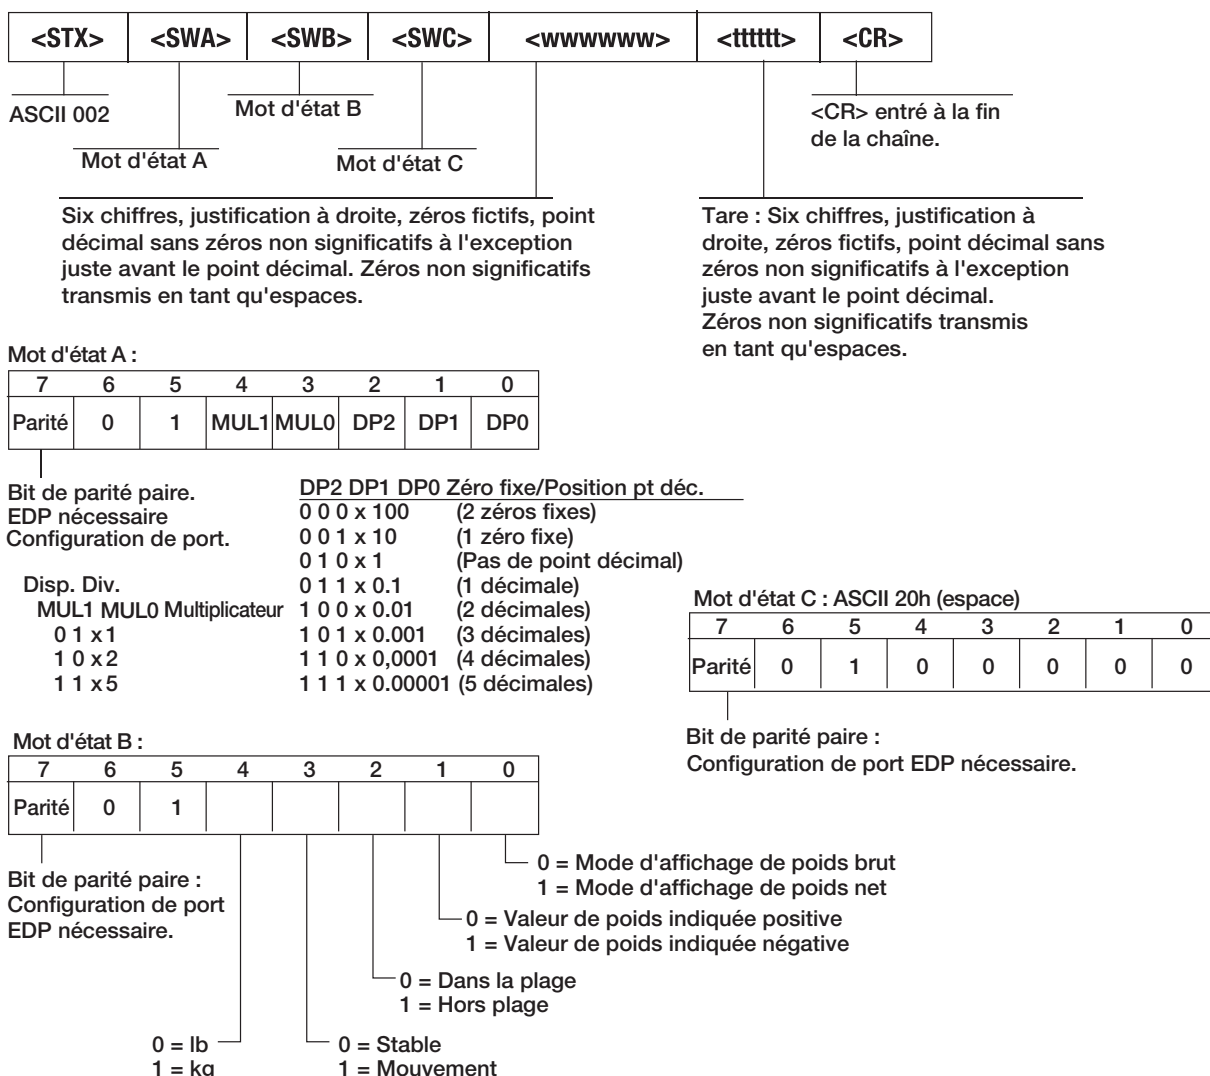 <STX> <SWA> <SWB> <SWC> <wwwwww> <tttttt> <CR>
ASCII 002
Mot d'état B
<CR> entré à la fin
de la chaîne.
Mot d'état A
Mot d'état C
Six chiffres, justification à droite, zéros fictifs, point
décimal sans zéros non significatifs à l'exception
juste avant le point décimal. Zéros non significatifs
transmis en tant qu'espaces.
Tare : Six chiffres, justification à
droite, zéros fictifs, point décimal sans
zéros non significatifs à l'exception
juste avant le point décimal.
Zéros non significatifs transmis
en tant qu'espaces.
Mot d'état A :
7 6 5 4 3 2 1 0
Parité 0 1 MUL1 MUL0 DP2 DP1 DP0
Bit de parité paire.
EDP nécessaire
Configuration de port.
DP2 DP1 DP0 Zéro fixe/Position pt déc.
0 0 0 x 100 (2 zéros fixes)
0 0 1 x 10 (1 zéro fixe)
0 1 0 x 1 (Pas de point décimal)
0 1 1 x 0.1 (1 décimale)
1 0 0 x 0.01 (2 décimales)
1 0 1 x 0.001 (3 décimales)
1 1 0 x 0,0001 (4 décimales)
1 1 1 x 0.00001 (5 décimales)
Disp. Div.
MUL1 MUL0 Multiplicateur
0 1 x 1
1 0 x 2
1 1 x 5
Mot d'état C : ASCII 20h (espace)
7 6 5 4 3 2 1 0
Parité 0 1 0 0 0 0 0
Bit de parité paire :
Configuration de port EDP nécessaire.
Mot d'état B :
7 6 5 4 3 2 1 0
Parité 0 1
Bit de parité paire :
Configuration de port
EDP nécessaire.
0 = Mode d'affichage de poids brut
1 = Mode d'affichage de poids net
0 = Valeur de poids indiquée positive
1 = Valeur de poids indiquée négative
0 = Dans la plage
1 = Hors plage
0 = lb
1 = kg
0 = Stable
1 = Mouvement